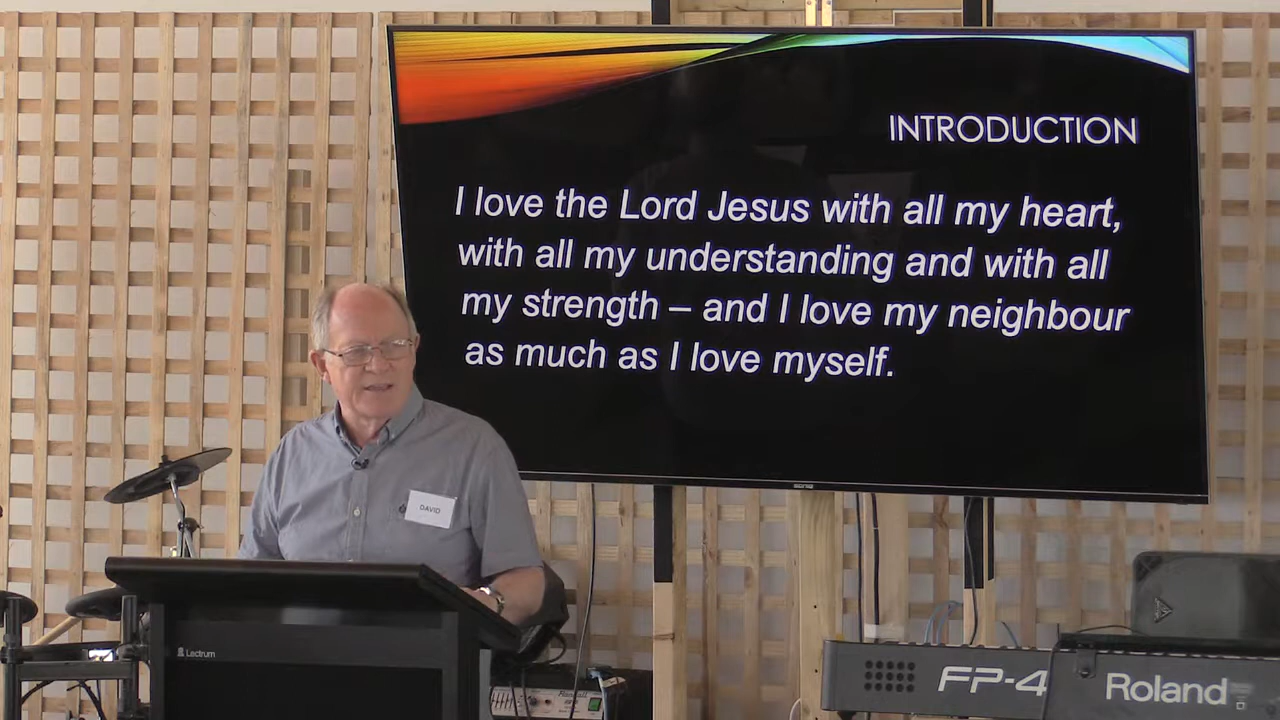 INTRODUCTION
I love the Lord Jesus with all my heart,
with all my understanding and with all
my strength – and I love my neighbour
as much as I love myself.
DAVID
Lectrum
FP-4
Roland